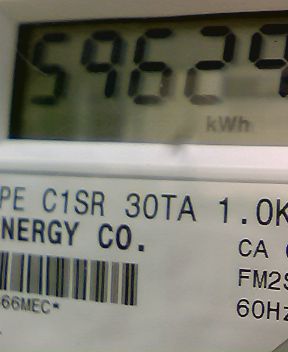 59629
kWh
PE C1SR 30TA 1.0K
NERGY CO.
CA
FM2S
66MEC*
60Hz